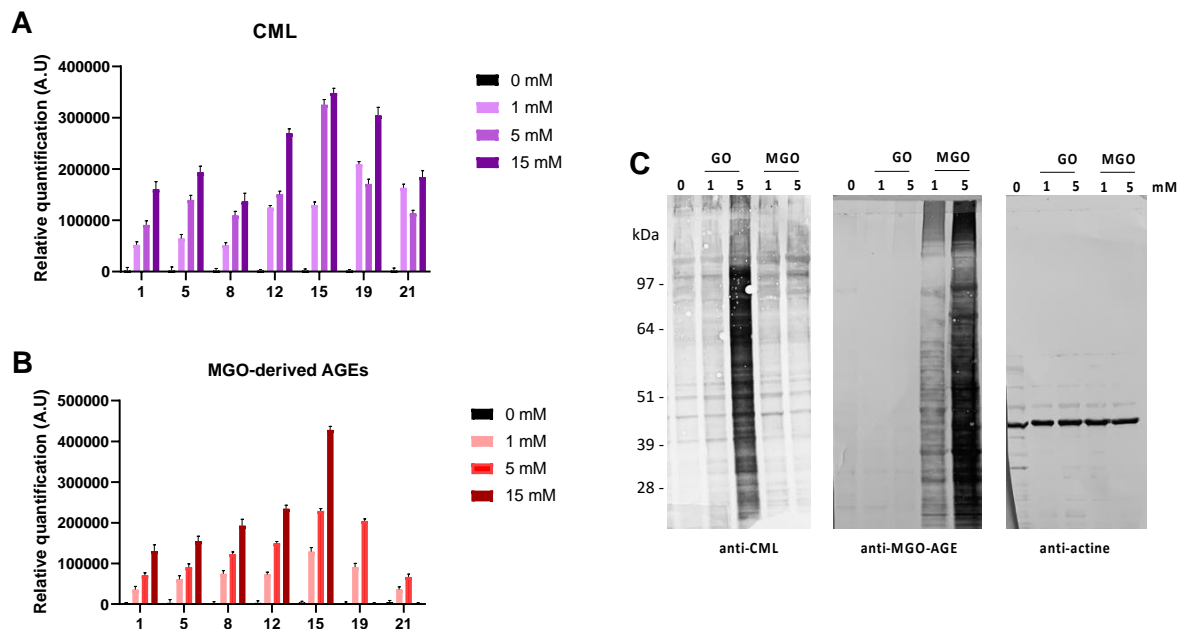 A
CML
Relative quantification (A.U)
400000
300000
200000
100000
0
1 5 8 12 15 19 21
0 mM
1 mM
5 mM
15 mM
B
MGO-derived AGEs
Relative quantification (A.U)
500000
400000
300000
200000
100000
0
1 5 8 12 15 19 21
0 mM
1 mM
5 mM
15 mM
C
GO MGO
0 1 5 1 5
kDa
97 -
64 -
51 -
39 -
28 -
anti-CML
GO MGO
0 1 5 1 5
anti-MGO-AGE
GO MGO
0 1 5 1 5 mM
anti-actine